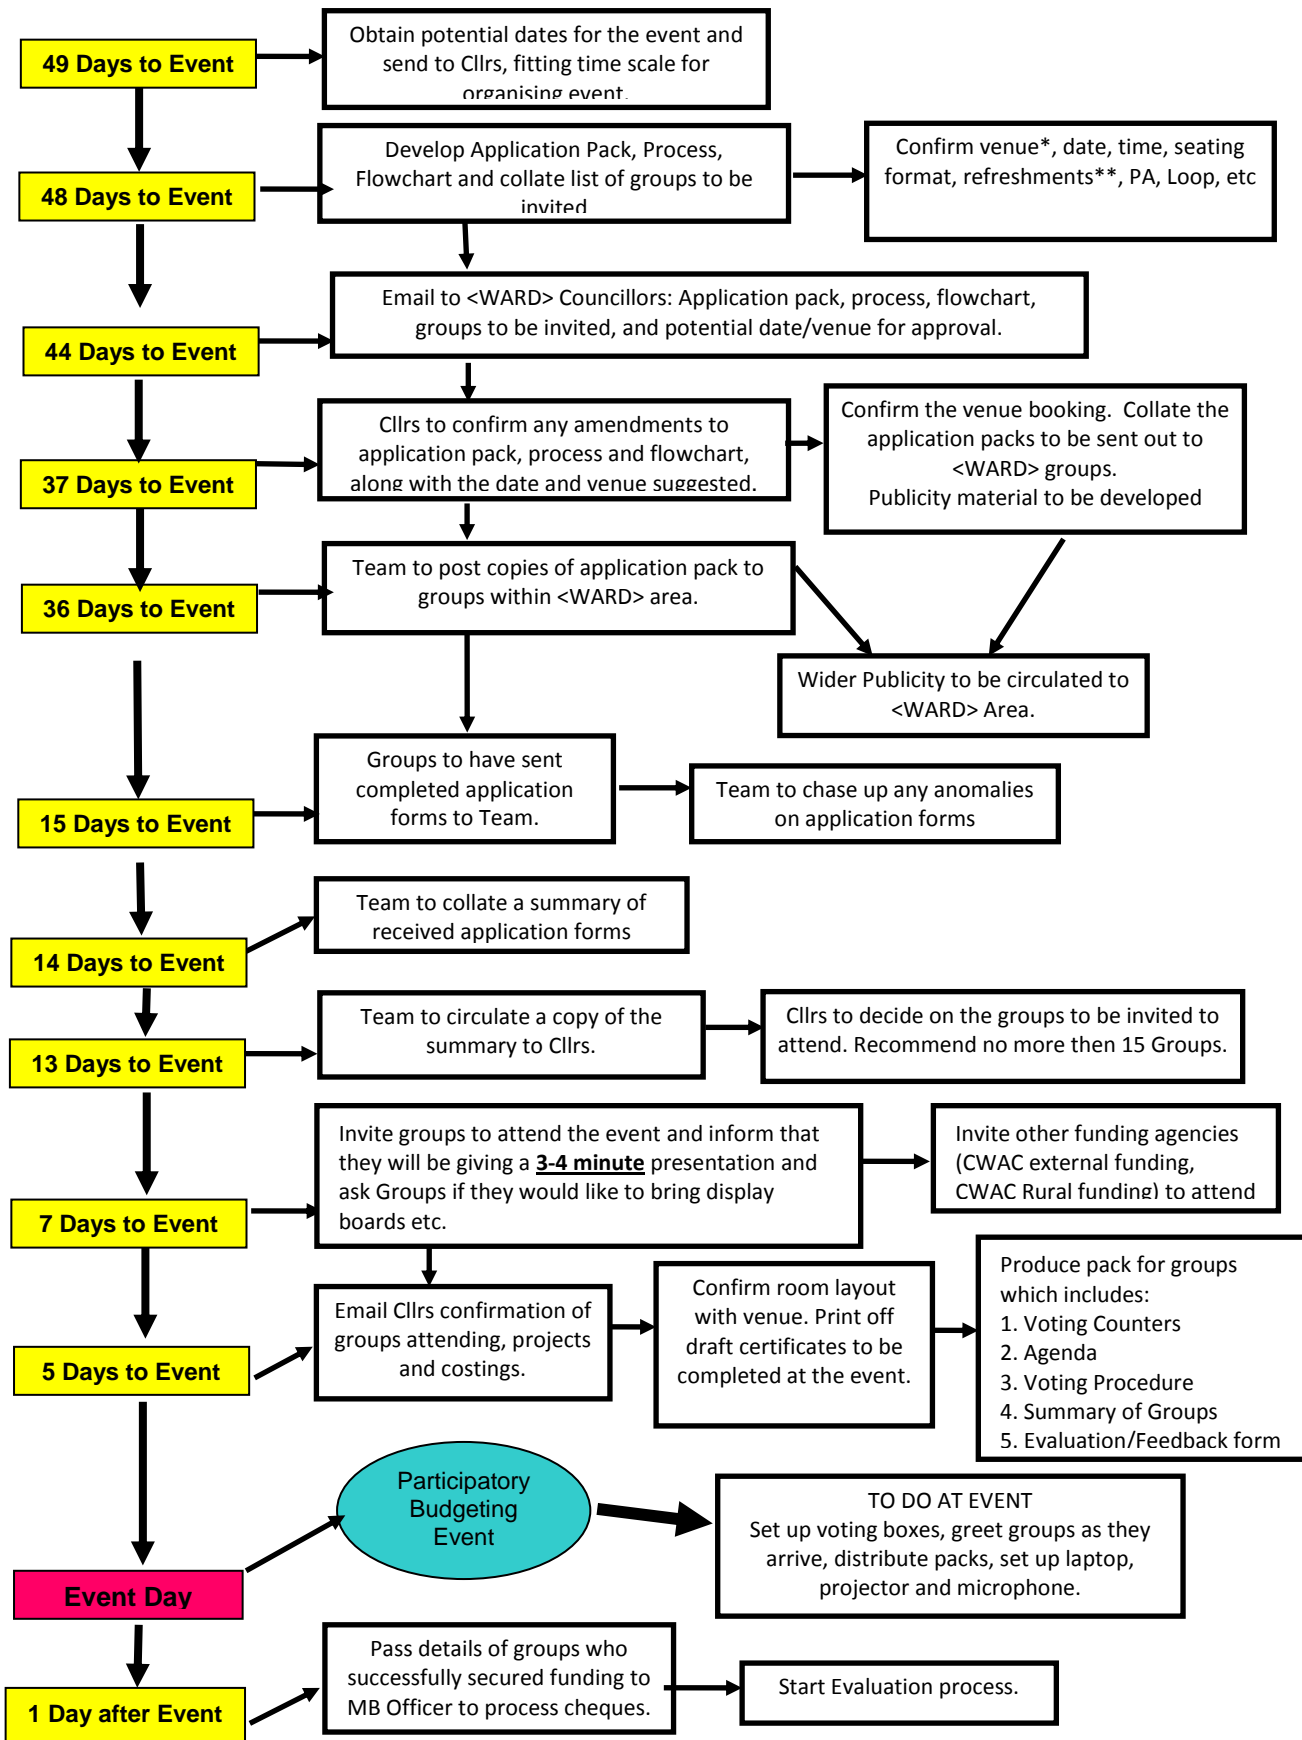 49 Days to Event
Obtain potential dates for the event and
send to Cllrs, fitting time scale for
organising event.
48 Days to Event
Develop Application Pack, Process,
Flowchart and collate list of groups to be
invited
Confirm venue*, date, time, seating
format, refreshments**, PA, Loop, etc
44 Days to Event
Email to <WARD> Councillors: Application pack, process, flowchart,
groups to be invited, and potential date/venue for approval.
37 Days to Event
Cllrs to confirm any amendments to
application pack, process and flowchart,
along with the date and venue suggested.
Confirm the venue booking.  Collate the
application packs to be sent out to
<WARD> groups.
Publicity material to be developed
36 Days to Event
Team to post copies of application pack to
groups within <WARD> area.
Wider Publicity to be circulated to
<WARD> Area.
15 Days to Event
Groups to have sent
completed application
forms to Team.
Team to chase up any anomalies
on application forms
14 Days to Event
Team to collate a summary of
received application forms
13 Days to Event
Team to circulate a copy of the
summary to Cllrs.
Cllrs to decide on the groups to be invited to
attend. Recommend no more then 15 Groups.
7 Days to Event
Invite groups to attend the event and inform that
they will be giving a 3-4 minute presentation and
ask Groups if they would like to bring display
boards etc.
Invite other funding agencies
(CWAC external funding,
CWAC Rural funding) to attend
5 Days to Event
Email Cllrs confirmation of
groups attending, projects
and costings.
Confirm room layout
with venue. Print off
draft certificates to be
completed at the event.
Produce pack for groups
which includes:
1. Voting Counters
2. Agenda
3. Voting Procedure
4. Summary of Groups
5. Evaluation/Feedback form
Event Day
Participatory
Budgeting
Event
TO DO AT EVENT
Set up voting boxes, greet groups as they
arrive, distribute packs, set up laptop,
projector and microphone.
1 Day after Event
Pass details of groups who
successfully secured funding to
MB Officer to process cheques.
Start Evaluation process.